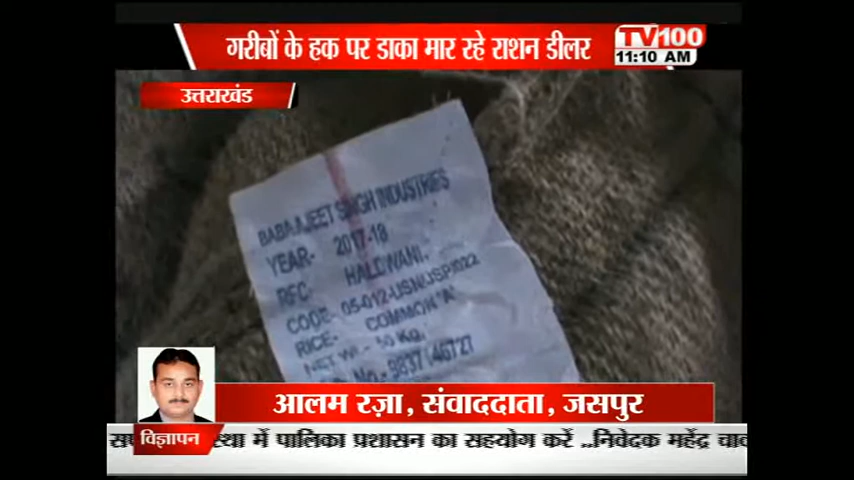 गरीबों के हक पर डाका मार रहे राशन डीलर
TV100
11:10 AM
उत्तराखंड
BABA AJEET SINGH INDUSTRIES
YEAR- 2017-18
RFC- HALDWANI.
CODE- 05-012-USN/USP/022
RICE- COMMON "A"
NET WT.- 50 Kg.
No.-
आलम रज़ा, संवाददाता, जसपुर
विज्ञापन
स्था में पालिका प्रशासन का सहयोग करें ..निवेदक महेंद्र चाव